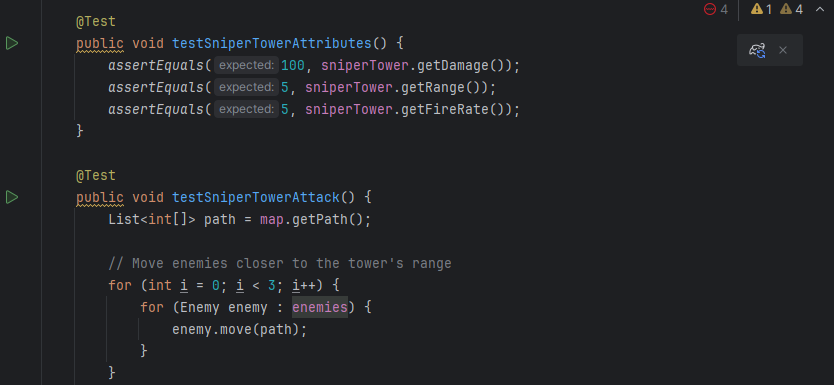 4 1 4
@Test
public void testSniperTowerAttributes() {
assertEquals( expected: 100, sniperTower.getDamage());
assertEquals( expected: 5, sniperTower.getRange());
assertEquals( expected: 5, sniperTower.getFireRate());
}
@Test
public void testSniperTowerAttack() {
List<int[]> path = map.getPath();
// Move enemies closer to the tower's range
for (int i = 0; i < 3; i++) {
for (Enemy enemy : enemies) {
enemy.move(path);
}
}